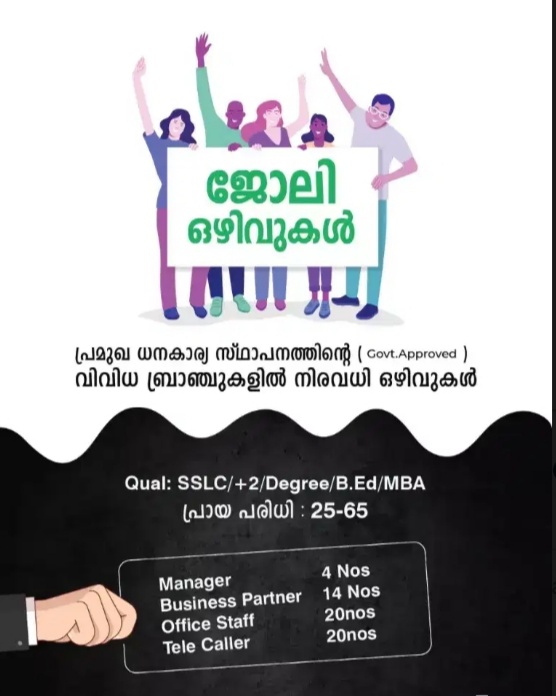 ജോലി
ഒഴിവുകൾ
പ്രമുഖ ധനകാര്യ സ്ഥാപനത്തിന്റെ ( Govt.Approved )
വിവിധ ബ്രാഞ്ചുകളിൽ നിരവധി ഒഴിവുകൾ
Qual: SSLC/+2/Degree/B.Ed/MBA
പ്രായ പരിധി : 25-65
Manager 4 Nos
Business Partner 14 Nos
Office Staff 20nos
Tele Caller 20nos